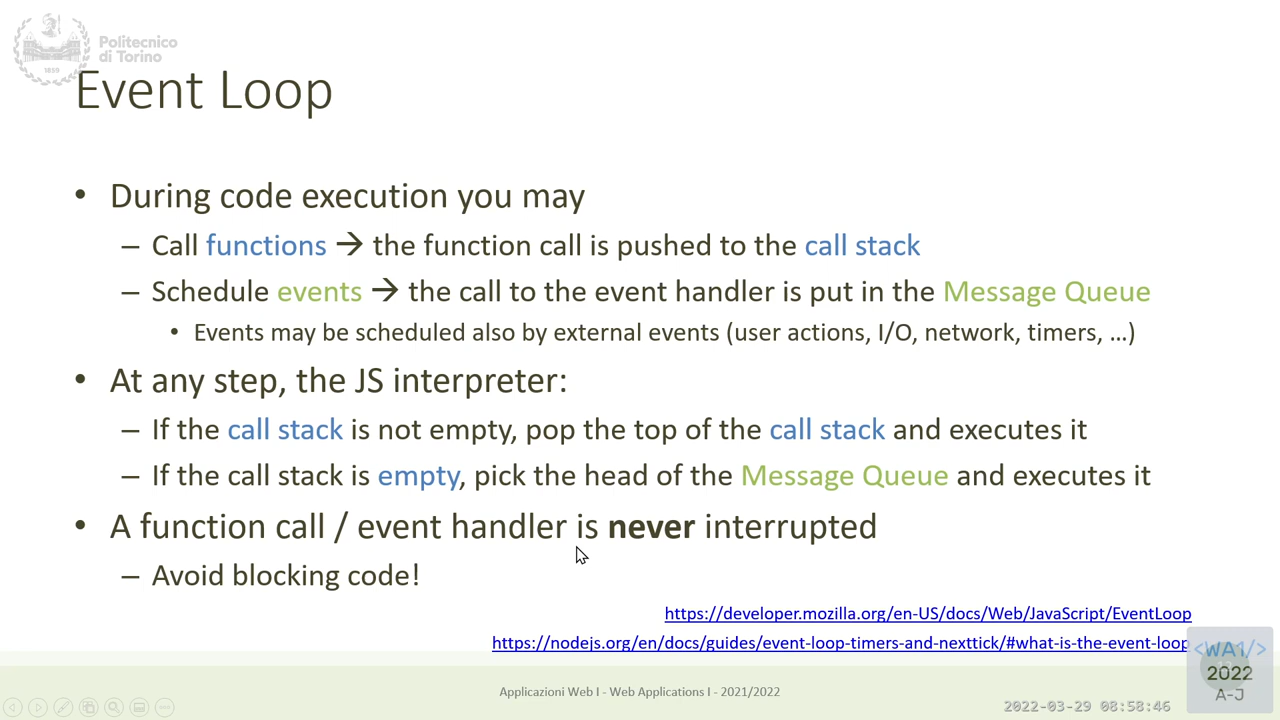 Politecnico
di Torino
1859
Event Loop
• During code execution you may
– Call functions → the function call is pushed to the call stack
– Schedule events → the call to the event handler is put in the Message Queue
• Events may be scheduled also by external events (user actions, I/O, network, timers, …)
• At any step, the JS interpreter:
– If the call stack is not empty, pop the top of the call stack and executes it
– If the call stack is empty, pick the head of the Message Queue and executes it
• A function call / event handler is never interrupted
– Avoid blocking code!
https://developer.mozilla.org/en-US/docs/Web/JavaScript/EventLoop
https://nodejs.org/en/docs/guides/event-loop-timers-and-nexttick/#what-is-the-event-loop
<WA1/>
2022
A-J
Applicazioni Web I - Web Applications I - 2021/2022
2022-03-29 08:58:46